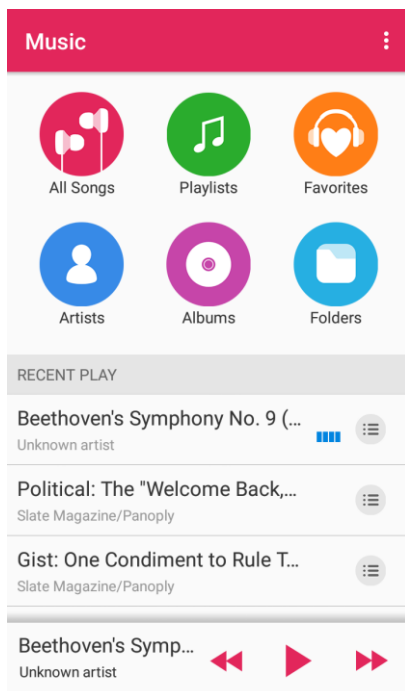 Music
All Songs
Playlists
Favorites
Artists
Albums
Folders
RECENT PLAY
Beethoven's Symphony No. 9 (...
Unknown artist
Political: The "Welcome Back,...
Slate Magazine/Panoply
Gist: One Condiment to Rule T...
Slate Magazine/Panoply
Beethoven's Symp...
Unknown artist